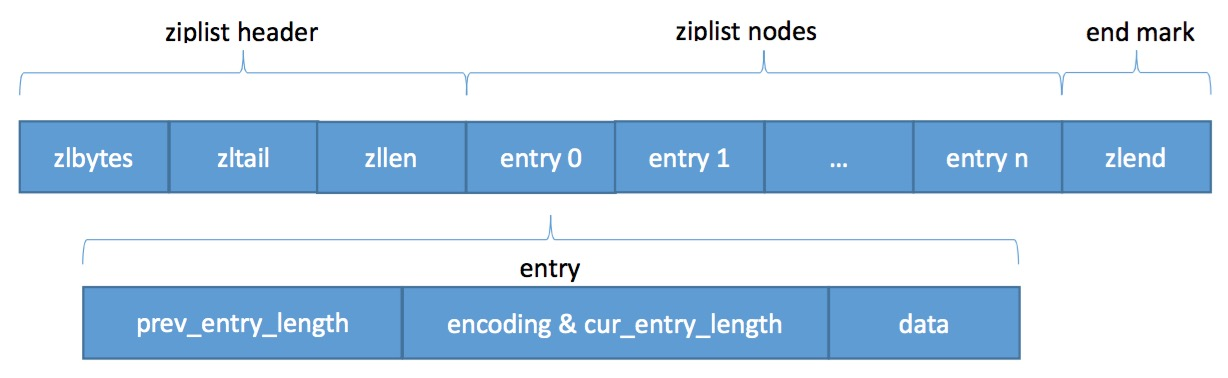 ziplist header ziplist nodes end mark
zlbytes zltail zllen entry 0 entry 1 ... entry n zlend
entry
prev_entry_length encoding & cur_entry_length data